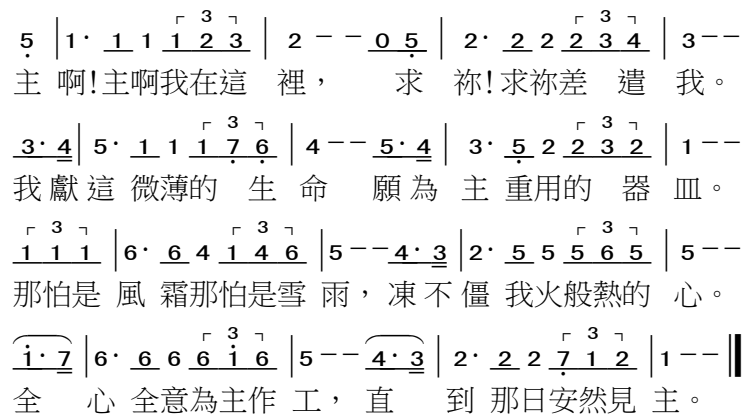 5 |1· 1 1 1 2 3 | 2 – – 0 5 | 2· 2 2 2 3 4 | 3 – –
主 啊!主啊我在這 裡， 求 祢!求祢差 遣 我。
3· 4 | 5· 1 1 1 7 6 | 4 – – 5· 4 | 3· 5 2 2 3 2 | 1 – –
我獻這 微薄的 生 命 願為 主 重用的 器 皿。
1 1 1 | 6· 6 4 1 4 6 | 5 – – 4· 3 | 2· 5 5 5 6 5 | 5 – –
那怕是 風 霜那怕是雪 雨，凍不僵 我火般熱的 心。
1· 7 | 6· 6 6 6 1 6 | 5 – – 4· 3 | 2· 2 2 7 1 2 | 1 – –
全 心 全意為主作 工，直 到 那日安然見 主。